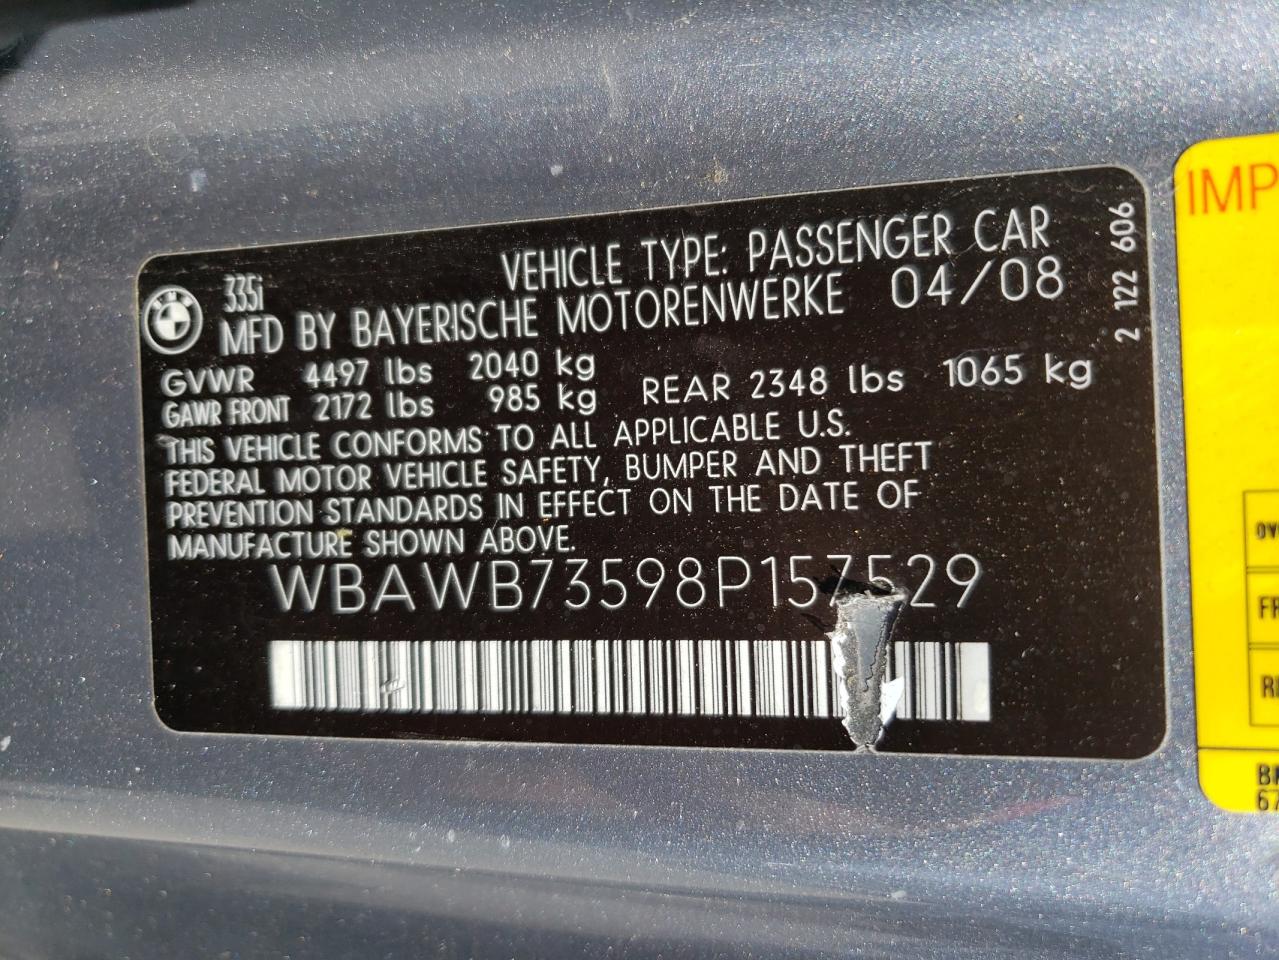 335i VEHICLE TYPE: PASSENGER CAR
MFD BY BAYERISCHE MOTORENWERKE 04/08
GVWR 4497 lbs 2040 kg
GAWR FRONT 2172 lbs 985 kg REAR 2348 lbs 1065 kg
THIS VEHICLE CONFORMS TO ALL APPLICABLE U.S.
FEDERAL MOTOR VEHICLE SAFETY, BUMPER AND THEFT
PREVENTION STANDARDS IN EFFECT ON THE DATE OF
MANUFACTURE SHOWN ABOVE.
WBAWB73598P157529
2 122 606
IMP